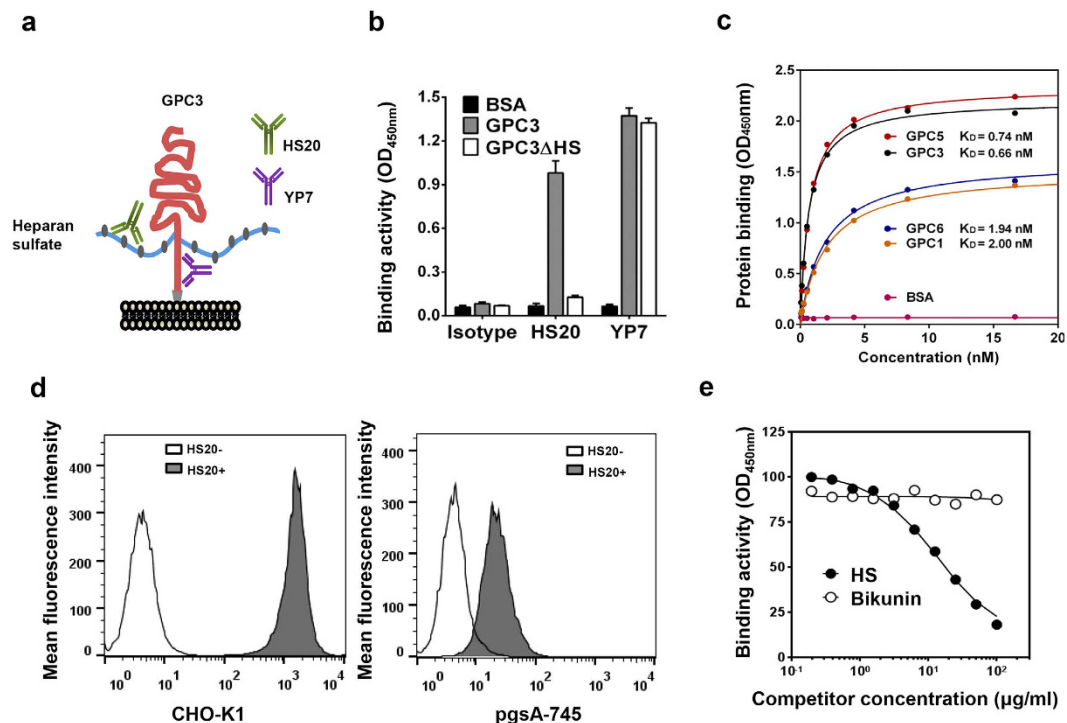 a
GPC3
HS20
YP7
Heparan
sulfate
b
Binding activity (OD450nm)
1.5
1.2
0.9
0.6
0.3
0.0
BSA
GPC3
GPC3ΔHS
Isotype HS20 YP7
c
Protein binding (OD450nm)
2.5
2.0
1.5
1.0
0.5
0.0
GPC5 KD = 0.74 nM
GPC3 KD = 0.66 nM
GPC6 KD = 1.94 nM
GPC1 KD = 2.00 nM
BSA
0 5 10 15 20
Concentration (nM)
d
Mean fluorescence intensity
400
300
200
100
0
HS20-
HS20+
10^0 10^1 10^2 10^3 10^4
CHO-K1
Mean fluorescence intensity
400
300
200
100
0
HS20-
HS20+
10^0 10^1 10^2 10^3 10^4
pgsA-745
e
Binding activity (OD450nm)
125
100
75
50
25
0
HS
Bikunin
10^-1 10^0 10^1 10^2
Competitor concentration (μg/ml)